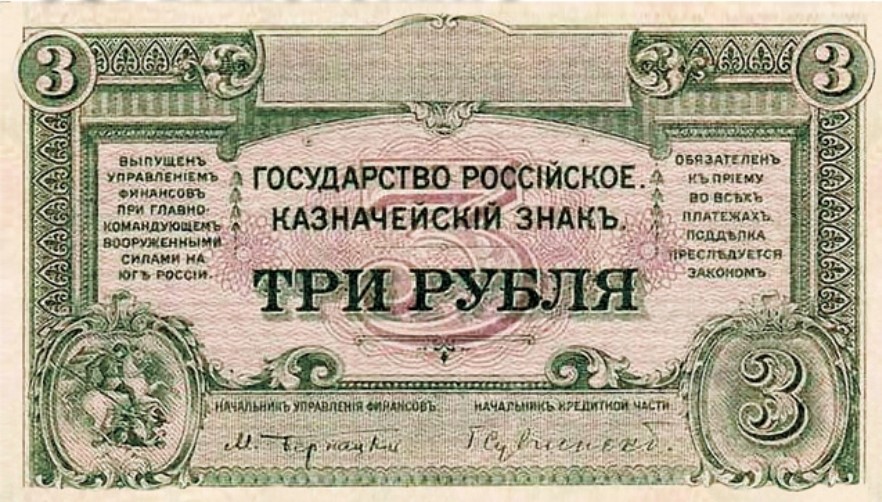 3
3
ВЫПУЩЕНЪ
УПРАВЛЕНІЕМЪ
ФИНАНСОВЪ
ПРИ ГЛАВНО-
КОМАНДУЮЩЕМЪ
ВООРУЖЕННЫМИ
СИЛАМИ НА
ЮГѢ РОССІИ.
ГОСУДАРСТВО РОССІЙСКОЕ.
КАЗНАЧЕЙСКІЙ ЗНАКЪ.
3
ТРИ РУБЛЯ
ОБЯЗАТЕЛЕНЪ
КЪ ПРІЕМУ
ВО ВСѢХЪ
ПЛАТЕЖАХЪ.
ПОДДѢЛКА
ПРЕСЛѢДУЕТСЯ
ЗАКОНОМЪ
НАЧАЛЬНИКЪ УПРАВЛЕНІЯ ФИНАНСОВЪ
НАЧАЛЬНИКЪ КРЕДИТНОЙ ЧАСТИ
М. Бернацкій
3